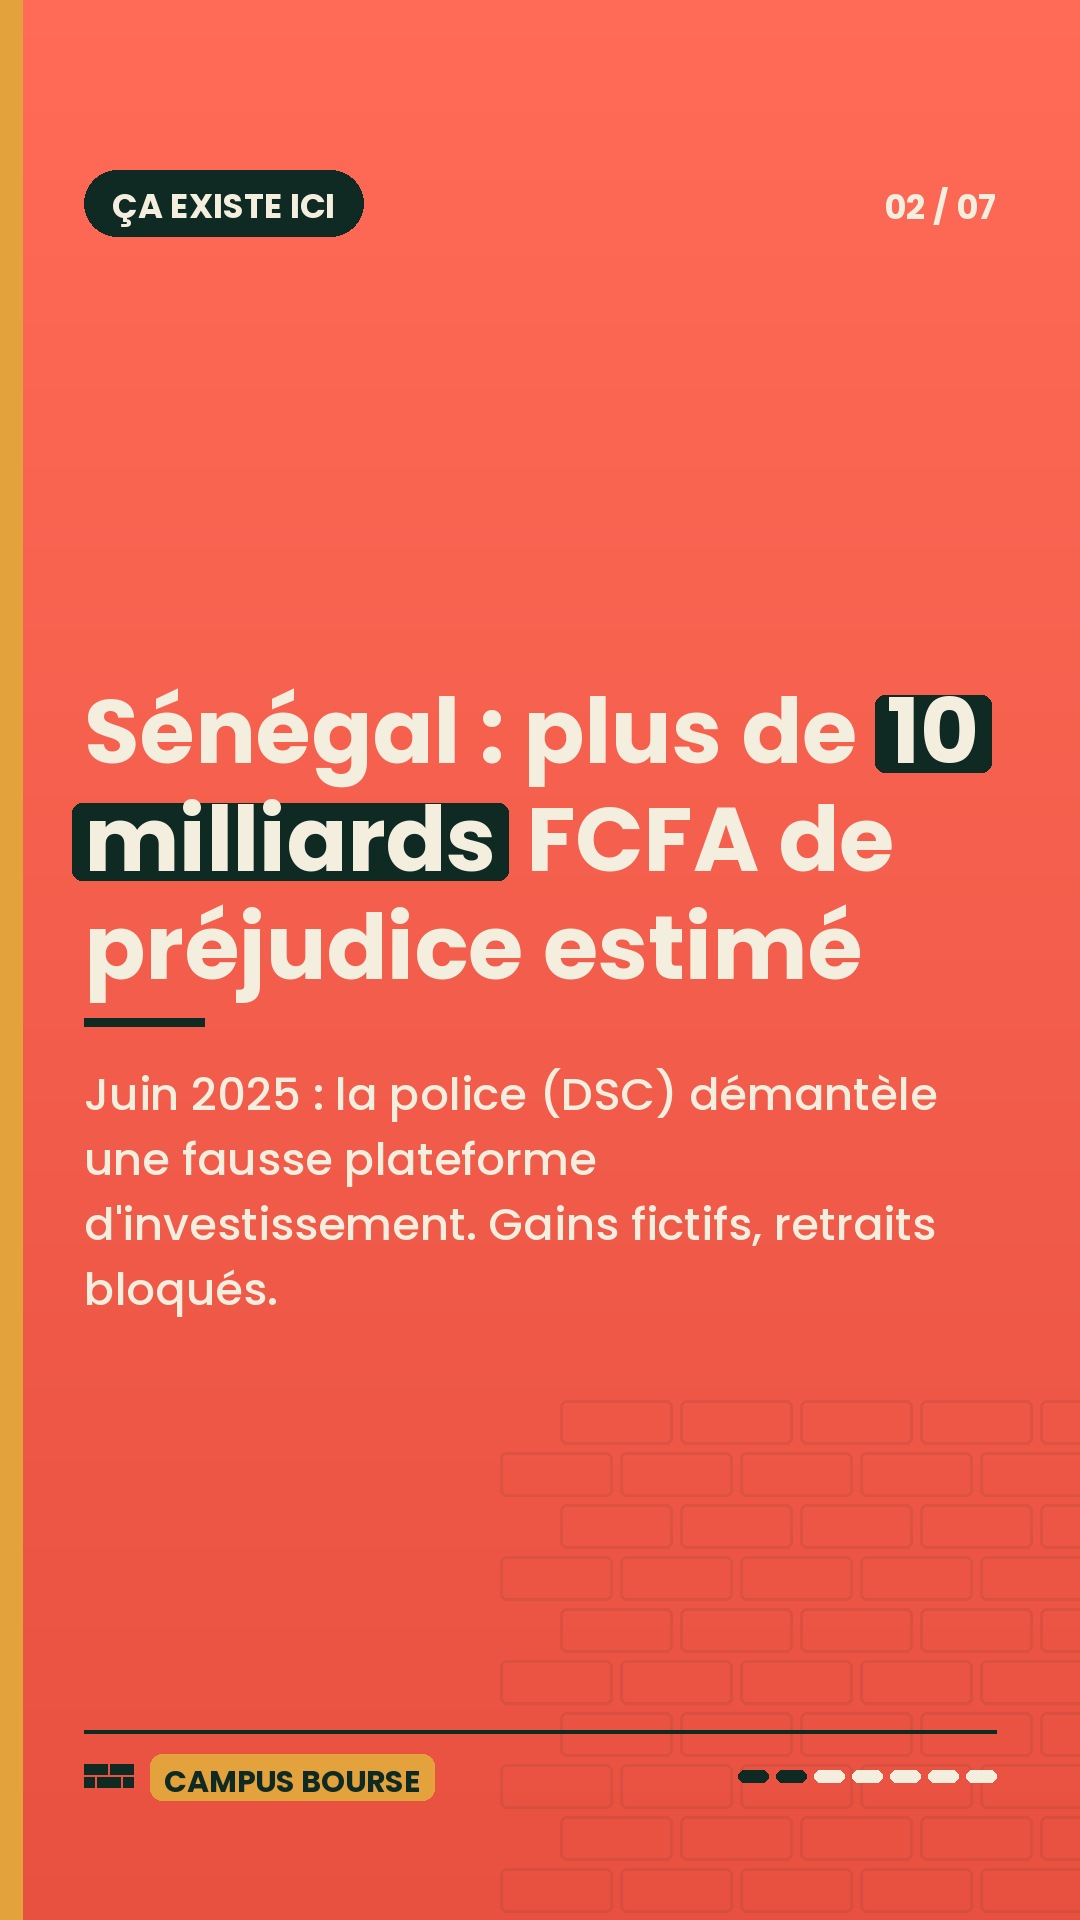 ÇA EXISTE ICI
02 / 07
Sénégal : plus de 10
milliards FCFA de
préjudice estimé
Juin 2025 : la police (DSC) démantèle
une fausse plateforme
d'investissement. Gains fictifs, retraits
bloqués.
CAMPUS BOURSE